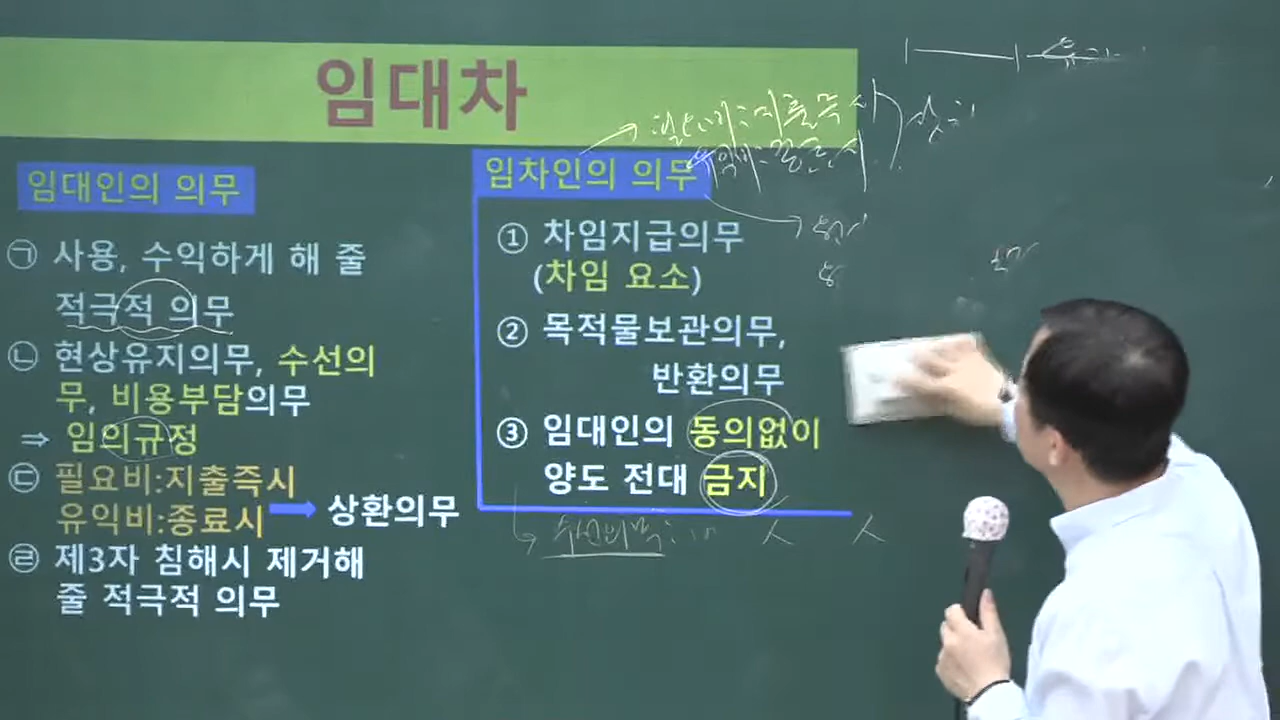 임대차
임대인의 의무
㉠ 사용, 수익하게 해 줄
적극적 의무
㉡ 현상유지의무, 수선의
무, 비용부담의무
⇒ 임의규정
㉢ 필요비:지출즉시
유익비:종료시
상환의무
㉣ 제3자 침해시 제거해
줄 적극적 의무
임차인의 의무
① 차임지급의무
(차임 요소)
② 목적물보관의무,
반환의무
③ 임대인의 동의없이
양도 전대 금지